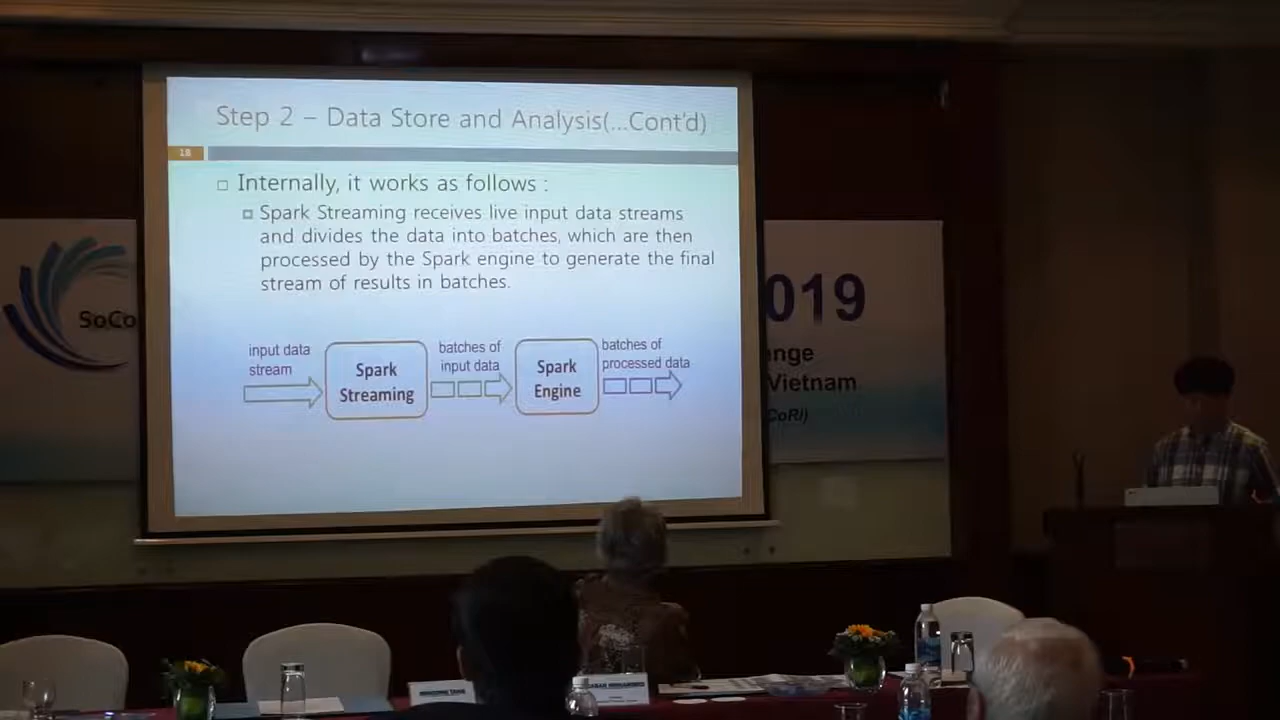 Step 2 – Data Store and Analysis(...Cont'd)
18
Internally, it works as follows :
Spark Streaming receives live input data streams
and divides the data into batches, which are then
processed by the Spark engine to generate the final
stream of results in batches.
input data
stream
Spark
Streaming
batches of
input data
Spark
Engine
batches of
processed data
SoCo
019
nge
Vietnam
CoRI)